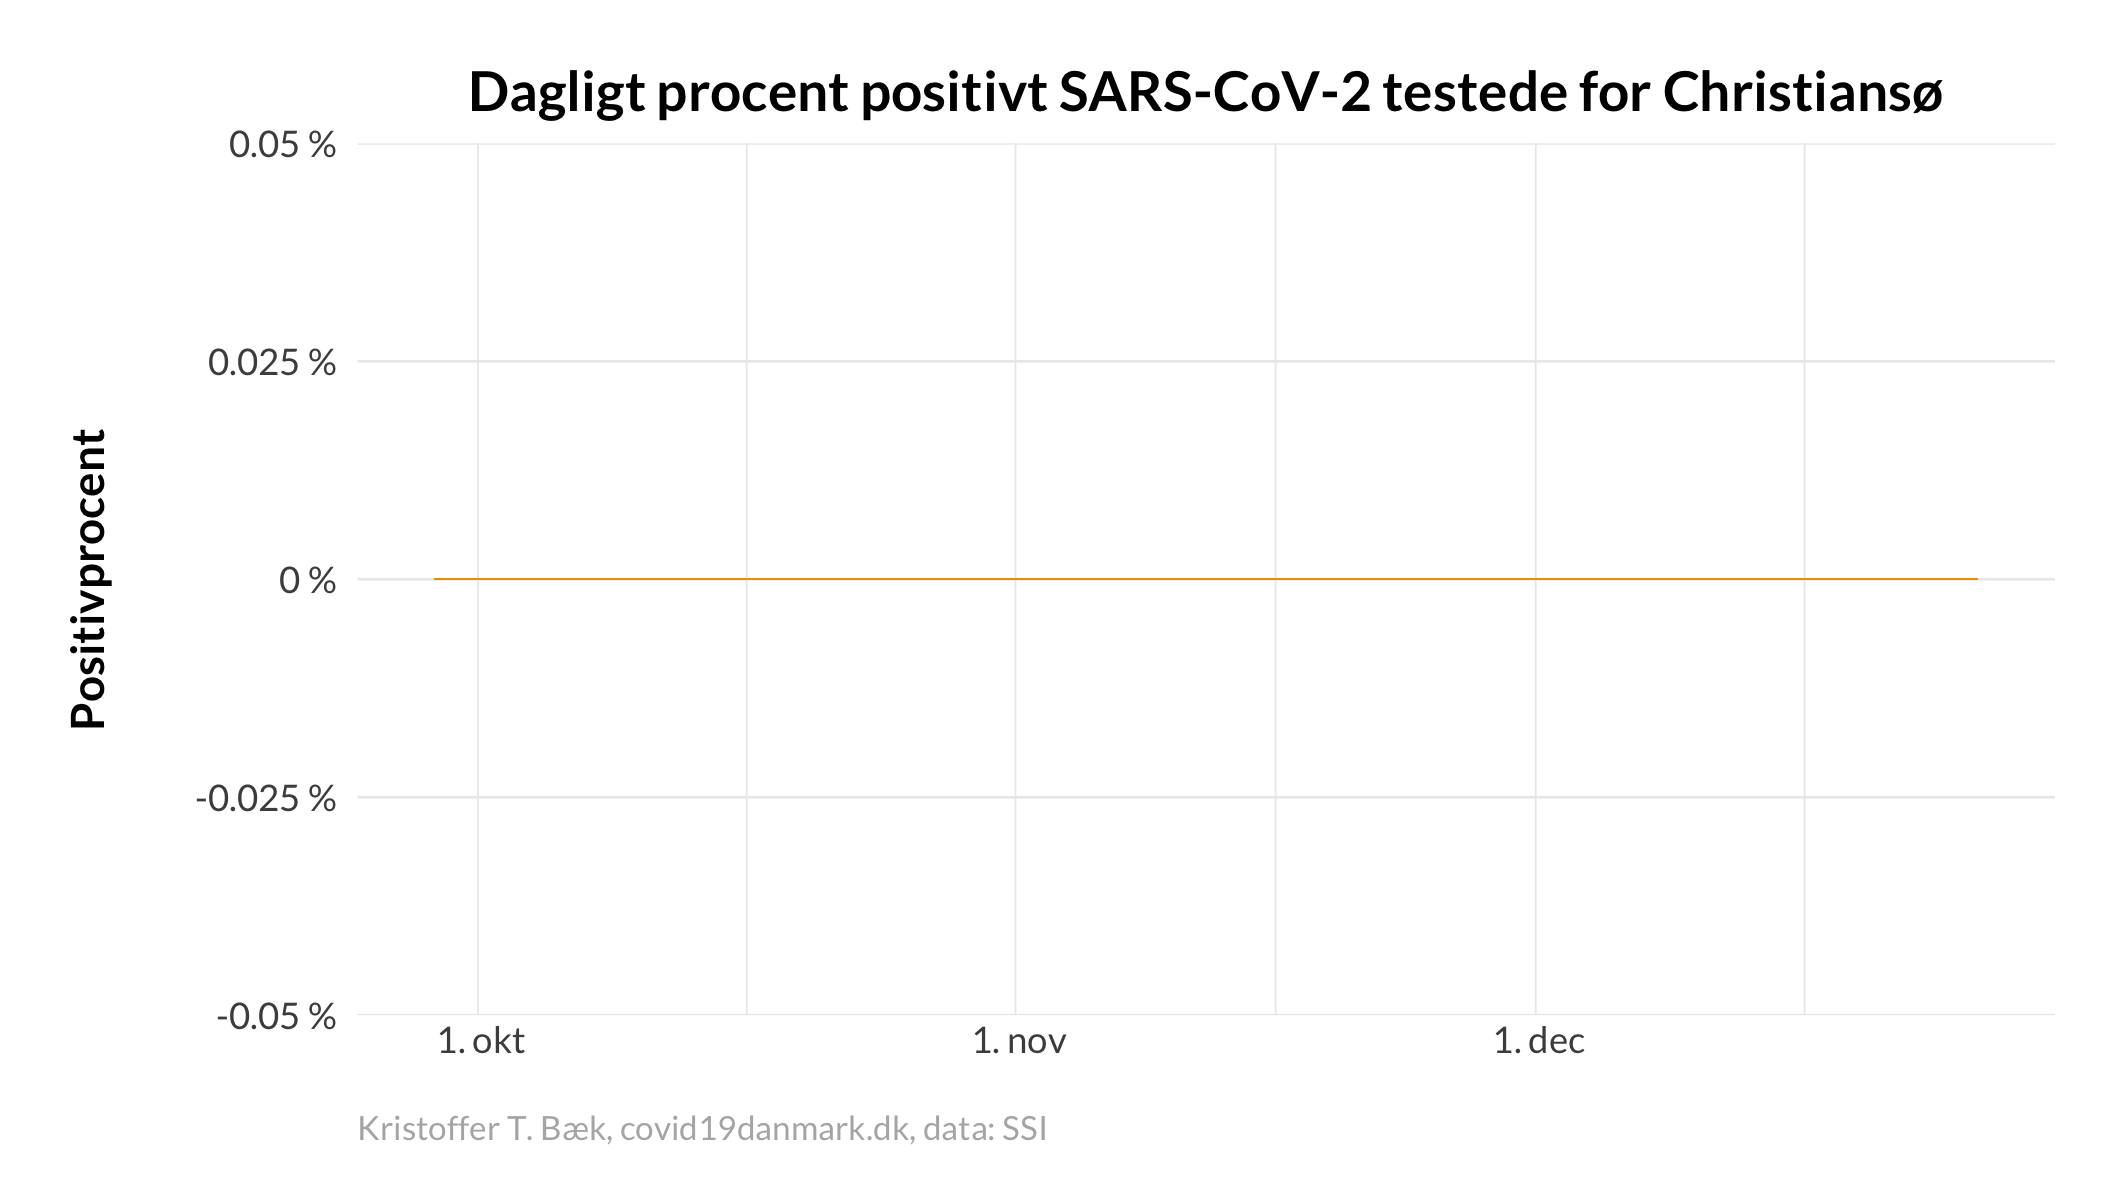 Dagligt procent positivt SARS-CoV-2 testede for Christiansø
0.05 %
0.025 %
0 %
-0.025 %
-0.05 %
Positivprocent
1. okt
1. nov
1. dec
Kristoffer T. Bæk, covid19danmark.dk, data: SSI